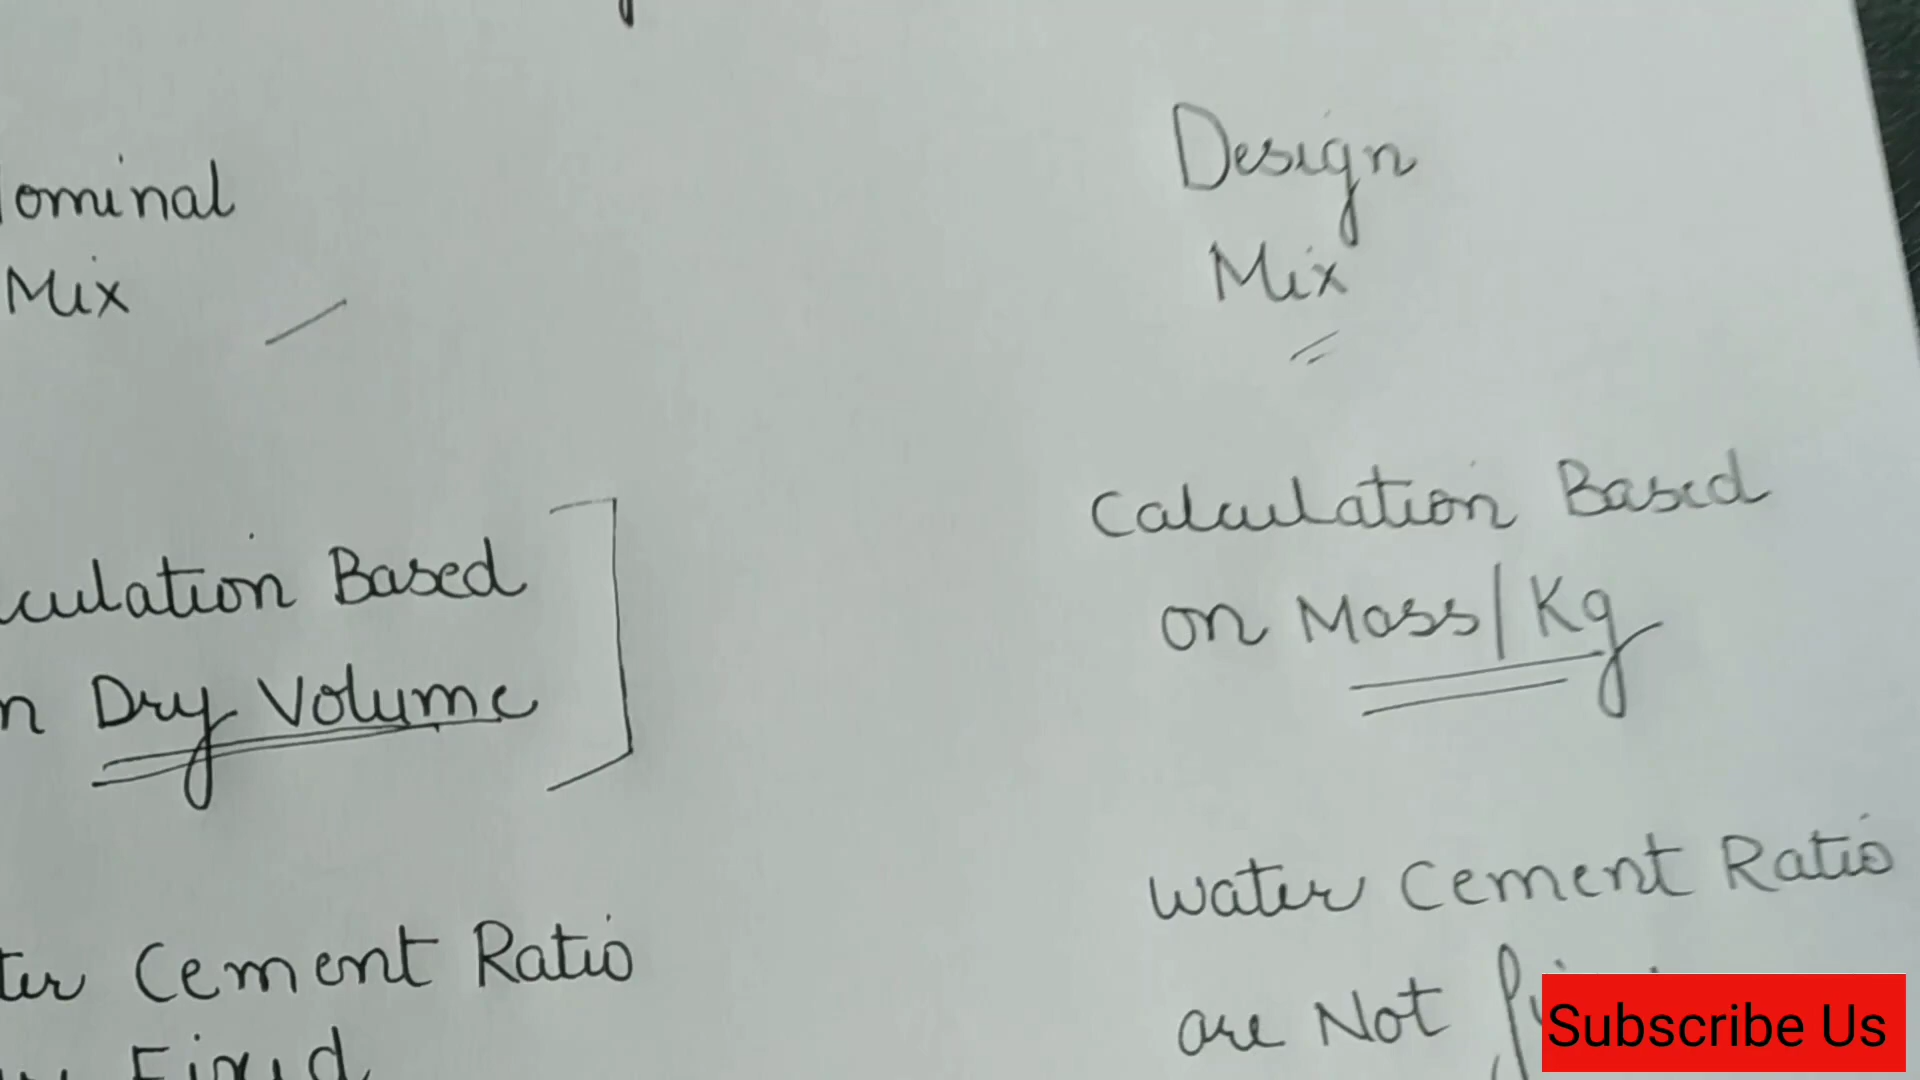 ominal
Mix
culation Based
n Dry Volume
ter Cement Ratio
Fixed
Design
Mix
Calculation Based
on Mass/Kg
Water Cement Ratio
are Not
Subscribe Us